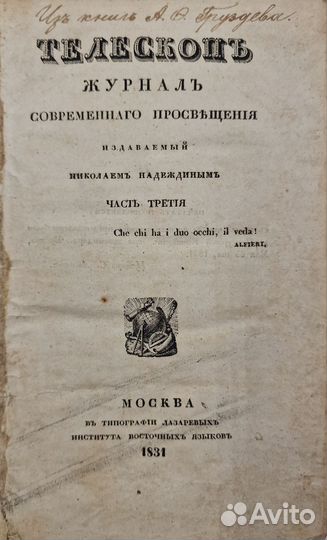 Изъ книгъ А. Ѳ. Груздева.
ТЕЛЕСКОПЪ
ЖУРНАЛЪ
СОВРЕМЕННАГО ПРОСВѢЩЕНІЯ
ИЗДАВАЕМЫЙ
НИКОЛАЕМЪ НАДЕЖДИНЫМЪ
ЧАСТЬ ТРЕТІЯ
Che chi ha i duo occhi, il veda!
ALFIERI.
МОСКВА
ВЪ ТИПОГРАФІИ ЛАЗАРЕВЫХЪ
ИНСТИТУТА ВОСТОЧНЫХЪ ЯЗЫКОВЪ
1831
Avito